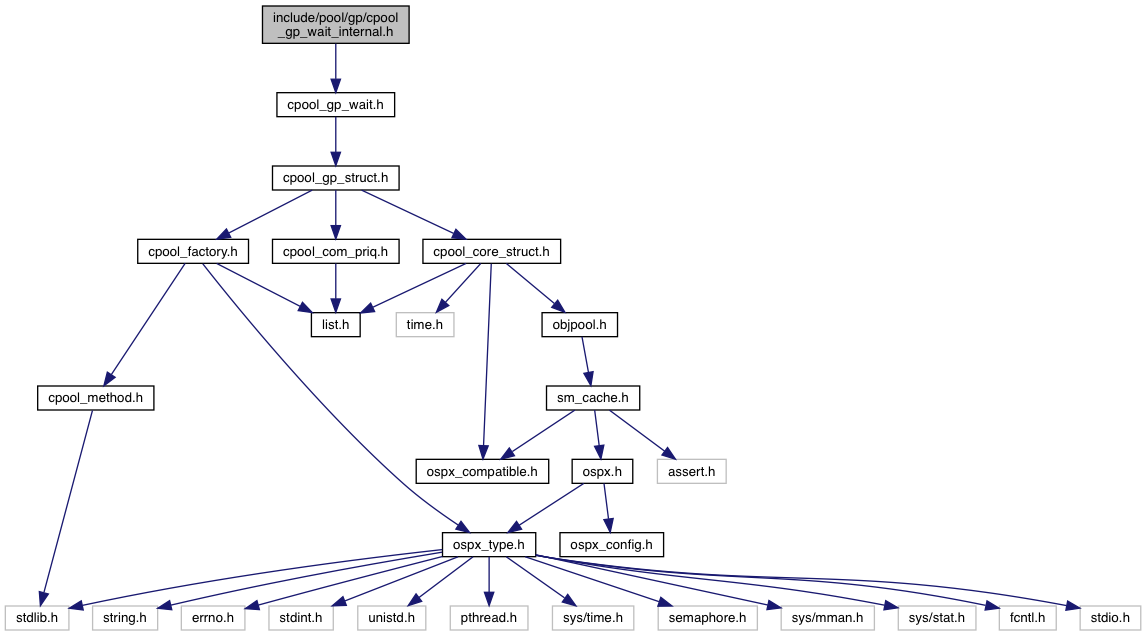 include/pool/gp/cpool
_gp_wait_internal.h
cpool_gp_wait.h
cpool_gp_struct.h
cpool_factory.h
cpool_com_priq.h
cpool_core_struct.h
list.h
time.h
objpool.h
cpool_method.h
sm_cache.h
ospx_compatible.h
ospx.h
assert.h
ospx_type.h
ospx_config.h
stdlib.h
string.h
errno.h
stdint.h
unistd.h
pthread.h
sys/time.h
semaphore.h
sys/mman.h
sys/stat.h
fcntl.h
stdio.h